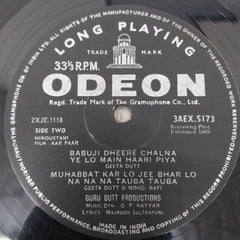 LONG PLAYING
TRADE MARK
33⅓ R.P.M.
ODEON
Regd. Trade Mark of The Gramophone Co., Ltd.
2XJE.1118
3AEX.5173
SIDE TWO
Recording First
Published 1968
HINDUSTANI
Film: AAR PAAR
BABUJI DHEERE CHALNA
YE LO MAIN HAARI PIYA
GEETA DUTT
MUHABBAT KAR LO JEE BHAR LO
NA NA NA TAUBA TAUBA
GEETA DUTT & MOHD. RAFI
GURU DUTT PRODUCTIONS
MUSIC DIR. O. P. NAYYAR
LYRICS MAJROOH SULTANPURI
MADE IN INDIA